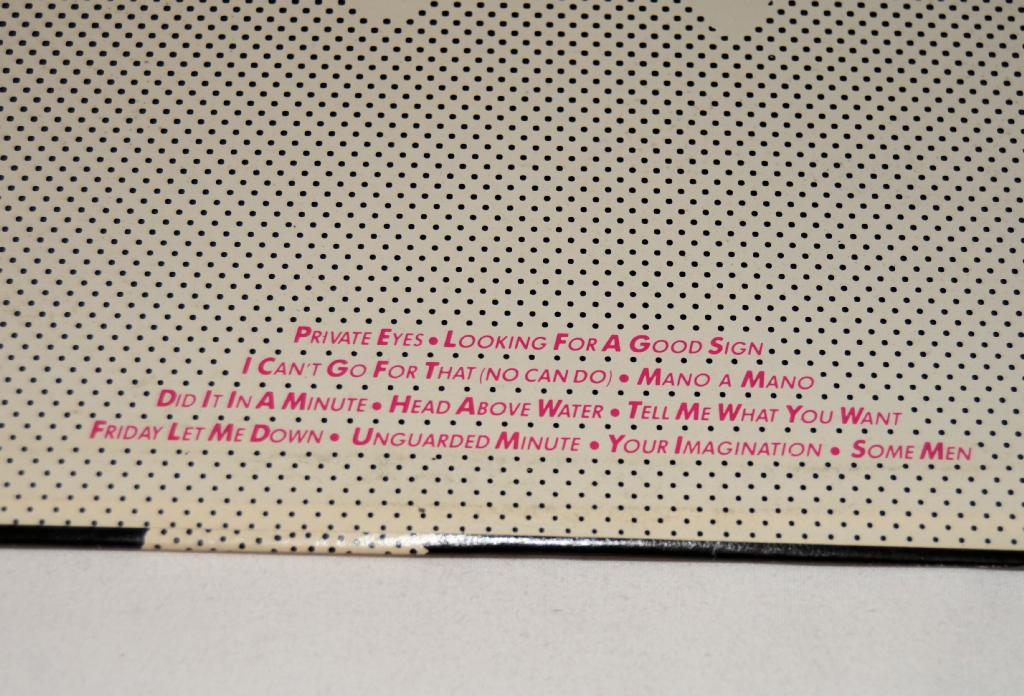 Private Eyes • Looking For A Good Sign
I Can't Go For That (No Can Do) • Mano a Mano
Did It In A Minute • Head Above Water • Tell Me What You Want
Friday Let Me Down • Unguarded Minute • Your Imagination • Some Men